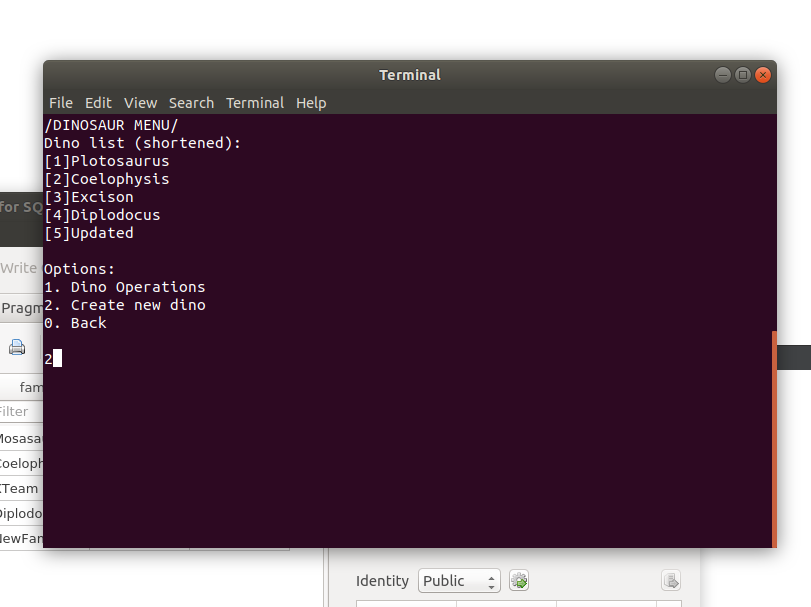 Terminal
File Edit View Search Terminal Help
/DINOSAUR MENU/
Dino list (shortened):
[1]Plotosaurus
[2]Coelophysis
[3]Excison
[4]Diplodocus
[5]Updated
Options:
1. Dino Operations
2. Create new dino
0. Back
2
for SQ
Write
Pragm
fam
Filter
Mosasa
Coeloph
XTeam
Diplodo
NewFam
Identity Public